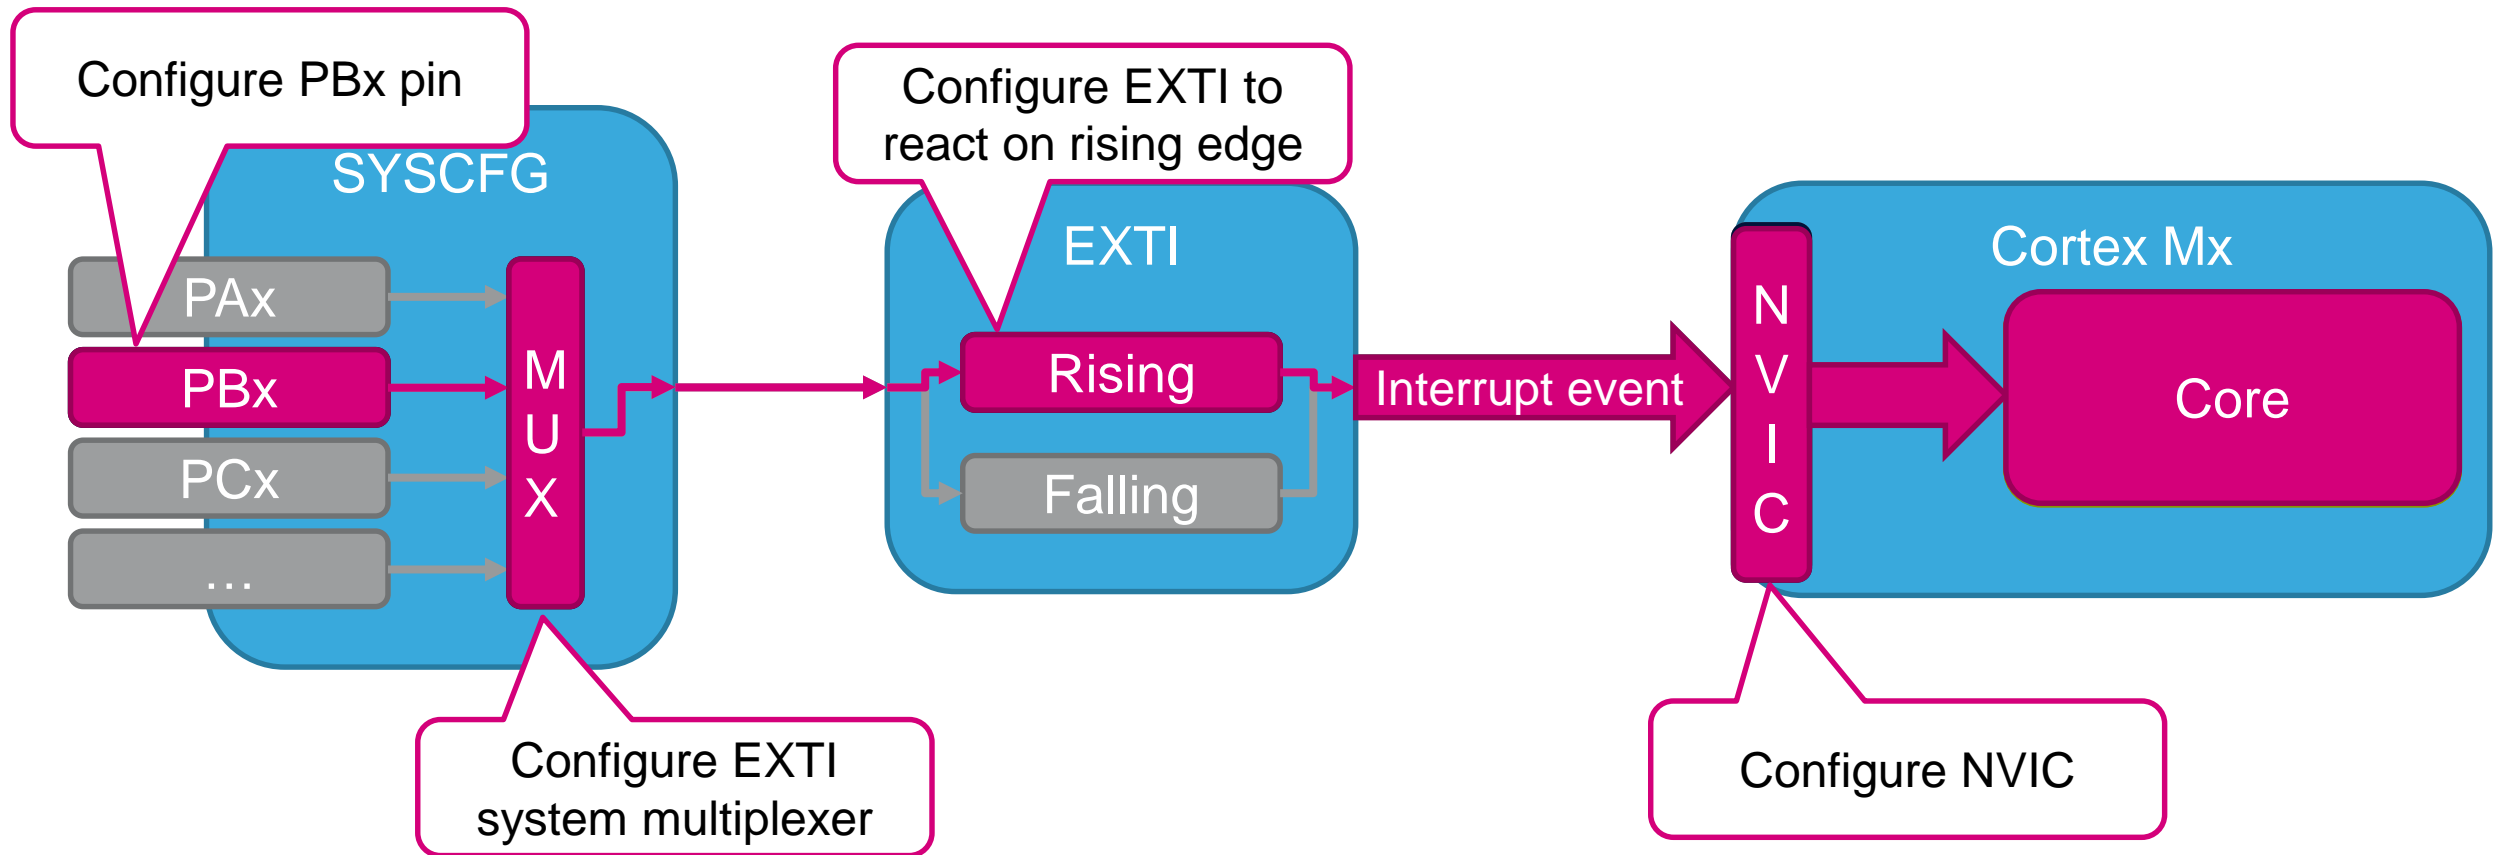 Configure PBx pin
Configure EXTI to
react on rising edge
SYSCFG
EXTI
Cortex Mx
PAx
PBx
PCx
...
M
U
X
Rising
Falling
Interrupt event
N
V
I
C
Core
Configure EXTI
system multiplexer
Configure NVIC